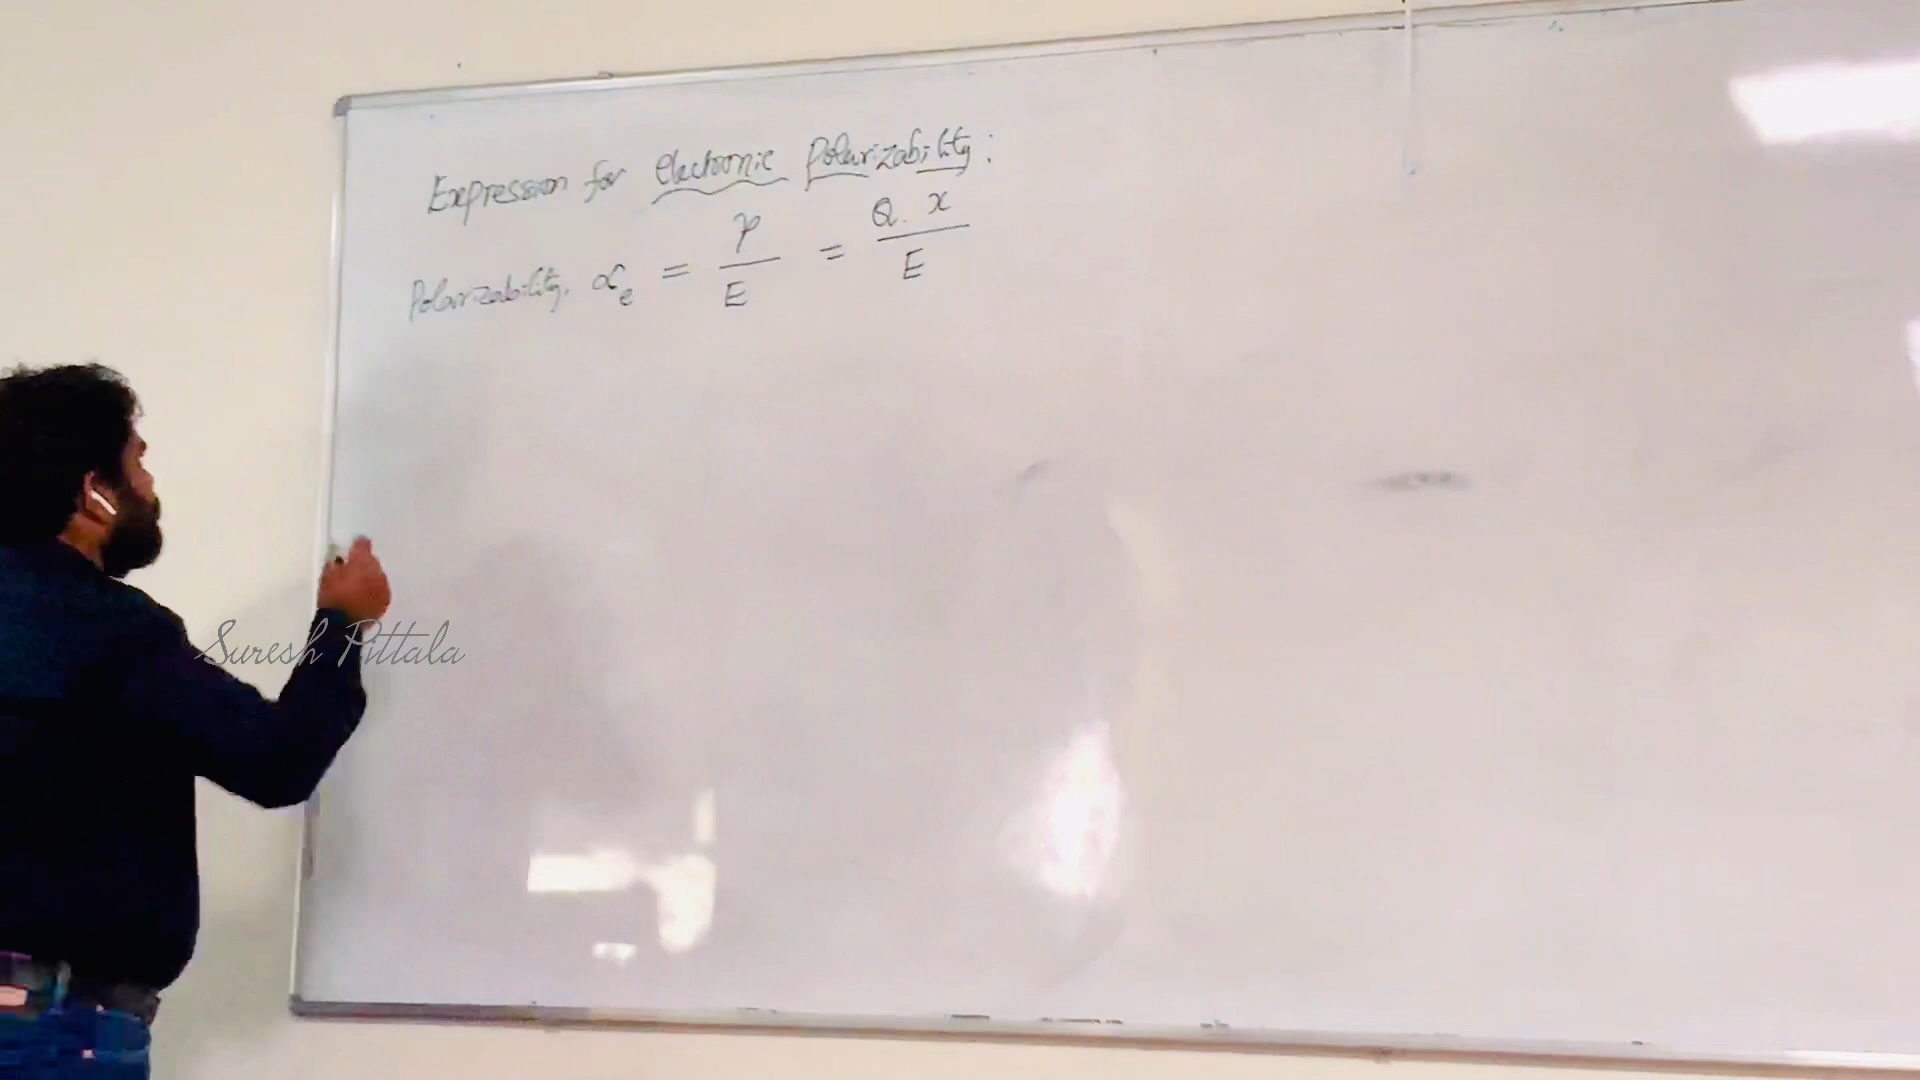 Expression for electronic Polarizability:
Polarizability, αₑ = p/E = Q. x/E
Suresh Pittala